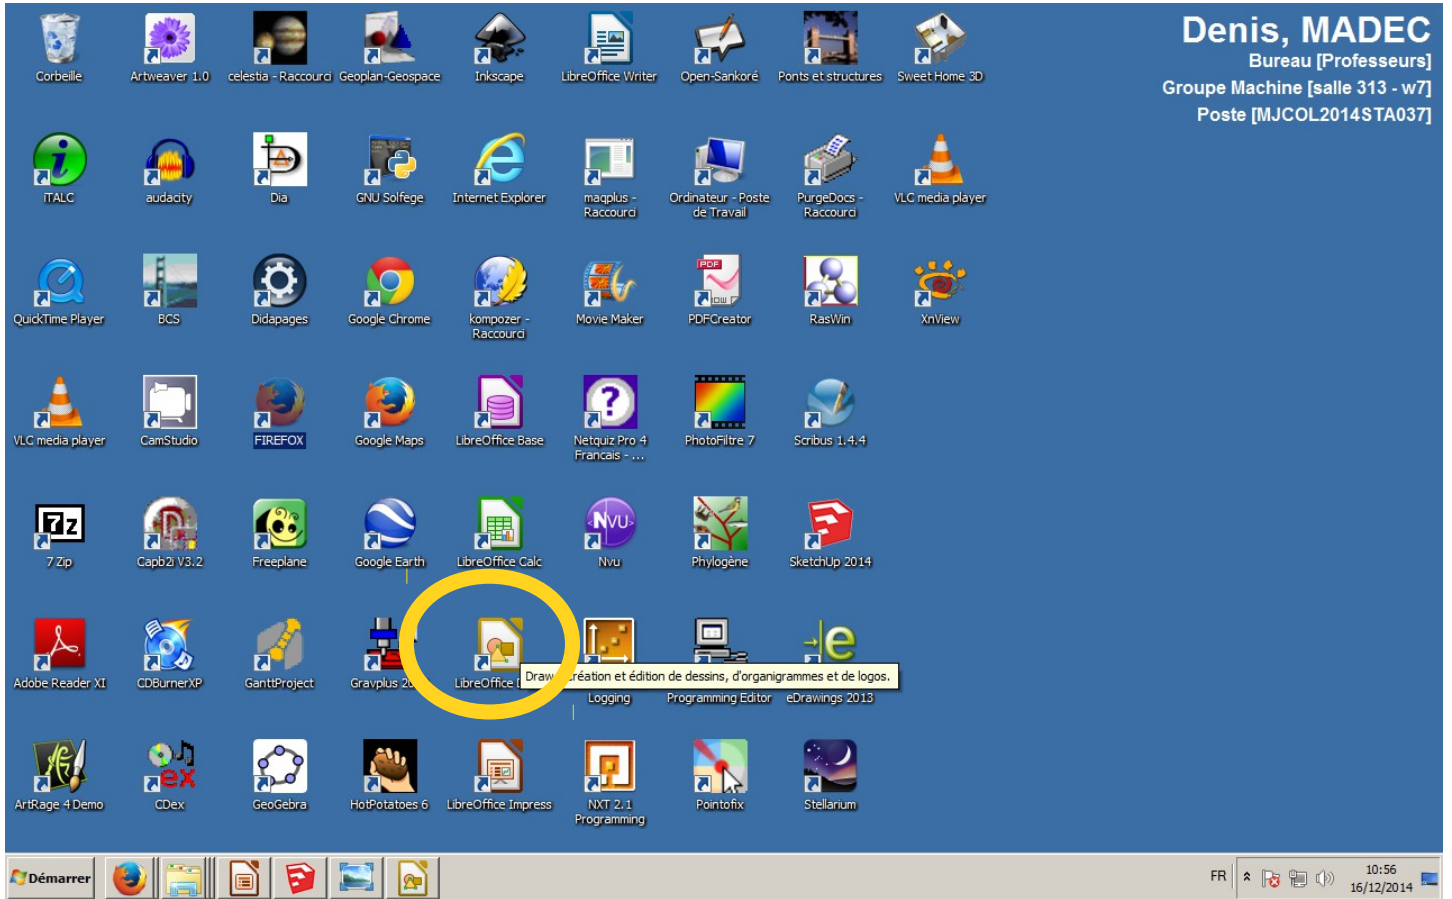 Denis, MADEC
Bureau [Professeurs]
Groupe Machine [salle 313 - w7]
Poste [MJCOL2014STA037]
Corbeille
Artweaver 1.0
celestia - Raccourci
Geoplan-Geospace
Inkscape
LibreOffice Writer
Open-Sankoré
Ponts et structures
Sweet Home 3D
iTALC
audacity
Dia
GNU Solfege
Internet Explorer
maqplus -
Raccourci
Ordinateur - Poste
de Travail
PurgeDocs -
Raccourci
VLC media player
QuickTime Player
BCS
Didapages
Google Chrome
kompozer -
Raccourci
Movie Maker
PDF
PDFCreator
RasWin
XnView
VLC media player
CamStudio
FIREFOX
Google Maps
LibreOffice Base
Netquiz Pro 4
Francais - ...
PhotoFiltre 7
Scribus 1.4.4
7z
7 Zip
Capb2i V3.2
Freeplane
Google Earth
LibreOffice Calc
NVU
Nvu
Phylogène
SketchUp 2014
Adobe Reader XI
CDBurnerXP
GanttProject
Gravplus
LibreOffice
Draw création et édition de dessins, d'organigrammes et de logos.
Logging
Programming Editor
eDrawings 2013
ArtRage 4 Demo
ex
CDex
GeoGebra
HotPotatoes 6
LibreOffice Impress
NXT 2.1
Programming
Pointofix
Stellarium
Démarrer
FR
10:56
16/12/2014